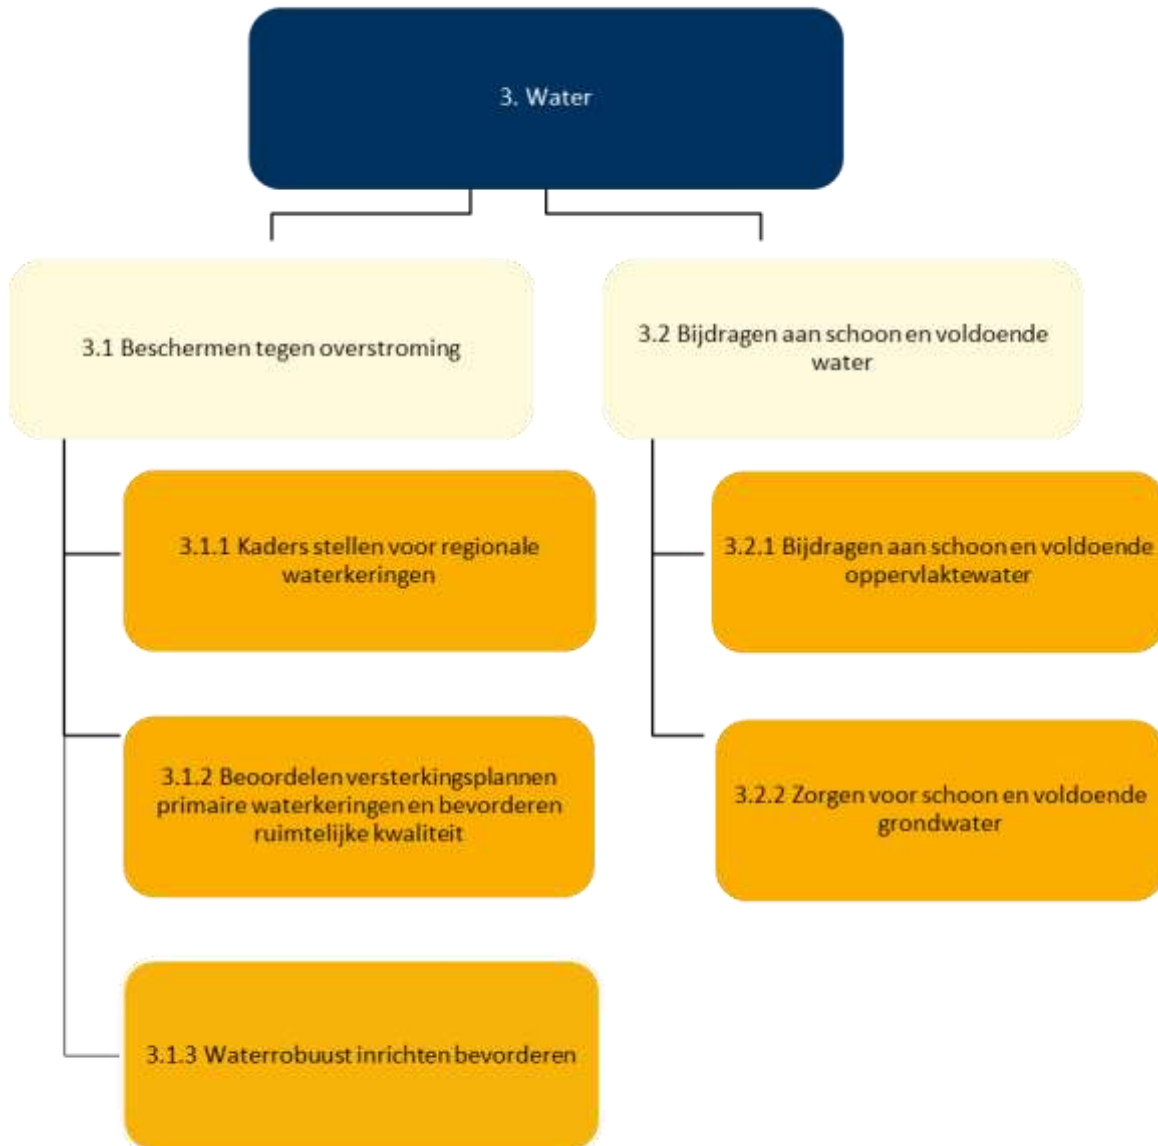 3. Water
3.1 Beschermen tegen overstroming
3.2 Bijdragen aan schoon en voldoende
water
3.1.1 Kaders stellen voor regionale
waterkeringen
3.1.2 Beoordelen versterkingsplannen
primaire waterkeringen en bevorderen
ruimtelijke kwaliteit
3.1.3 Waterrobuust inrichten bevorderen
3.2.1 Bijdragen aan schoon en voldoende
oppervlaktewater
3.2.2 Zorgen voor schoon en voldoende
grondwater